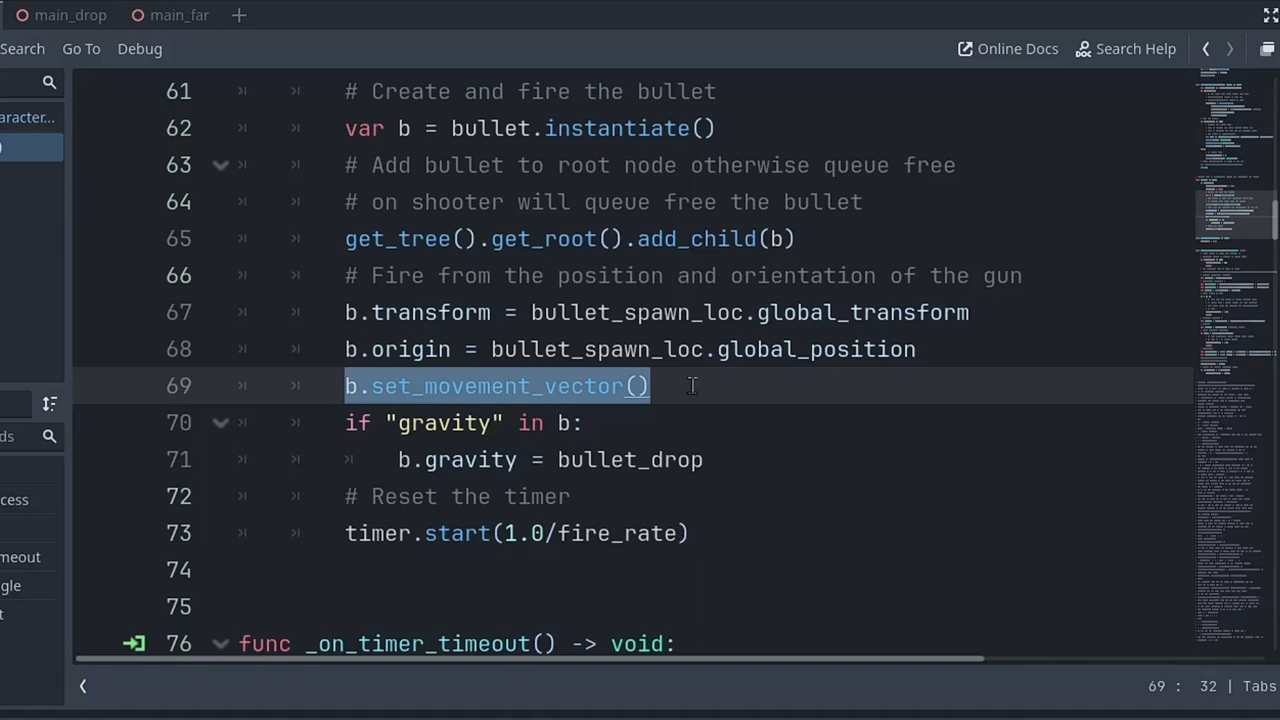 main_drop main_far +
Search Go To Debug Online Docs Search Help
aracter...
)
ds
cess
eout
gle
t
61 # Create and fire the bullet
62 var b = bullet.instantiate()
63 # Add bullet to root node otherwise queue fre
64 # on shooter will queue free the bullet
65 get_tree().get_root().add_child(b)
66 # Fire from the position and orientation of the gun
67 b.transform = bullet_spawn_loc.global_transform
68 b.origin = bullet_spawn_loc.global_position
69 b.set_movement_vector()
70 if "gravity" in b:
71 b.gravity = bullet_drop
72 # Reset the timer
73 timer.start(1.0/fire_rate)
74
75
76 func _on_timer_timeout() -> void:
69 : 32 | Tabs